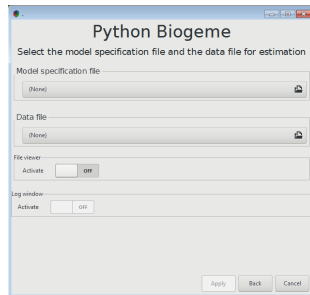 Python Biogeme
Select the model specification file and the data file for estimation
Model specification file
(None)
Data file
(None)
File viewer
Activate OFF
Log window
Activate OFF
Apply Back Cancel